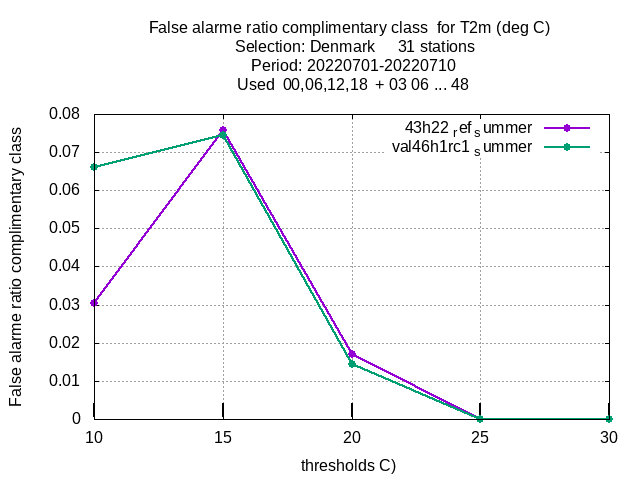 False alarme ratio complimentary class  for T2m (deg C)
Selection: Denmark     31 stations
Period: 20220701-20220710
Used  00,06,12,18  + 03 06 ... 48
False alarme ratio complimentary class
43h22ref summer
val46h1rc1 summer
0.08
0.07
0.06
0.05
0.04
0.03
0.02
0.01
0
10 15 20 25 30
thresholds C)